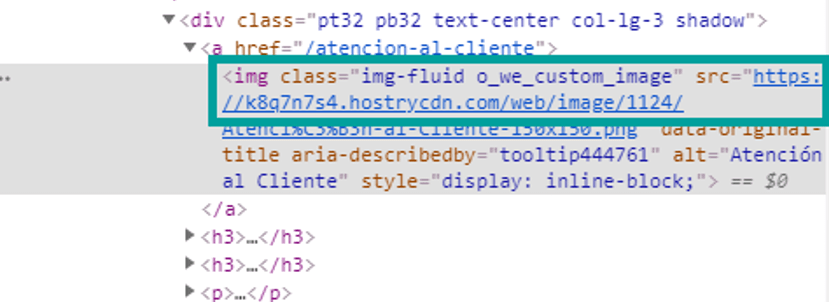 <div class="pt32 pb32 text-center col-lg-3 shadow">
<a href="/atencion-al-cliente">
<img class="img-fluid o_we_custom_image" src="https:
//k8q7n7s4.hostrycdn.com/web/image/1124/
Atenci%C3%B3n-al-Cliente-150x150.png" data-original-
title aria-describedby="tooltip444761" alt="Atención
al Cliente" style="display: inline-block;"> == $0
</a>
<h3>…</h3>
<h3>…</h3>
<p>…</p>